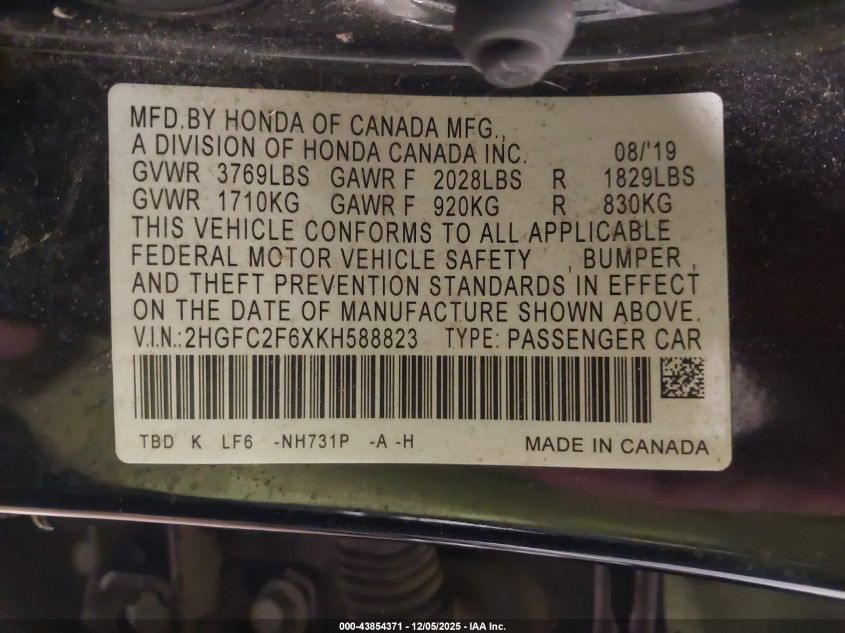 MFD.BY HONDA OF CANADA MFG.,
A DIVISION OF HONDA CANADA INC. 08/'19
GVWR 3769LBS GAWR F 2028LBS R 1829LBS
GVWR 1710KG GAWR F 920KG R 830KG
THIS VEHICLE CONFORMS TO ALL APPLICABLE
FEDERAL MOTOR VEHICLE SAFETY , BUMPER ,
AND THEFT PREVENTION STANDARDS IN EFFECT
ON THE DATE OF MANUFACTURE SHOWN ABOVE.
V.I.N.:2HGFC2F6XKH588823 TYPE: PASSENGER CAR
TBD K LF6 -NH731P -A -H MADE IN CANADA
000-43854371 - 12/05/2025 - IAA Inc.